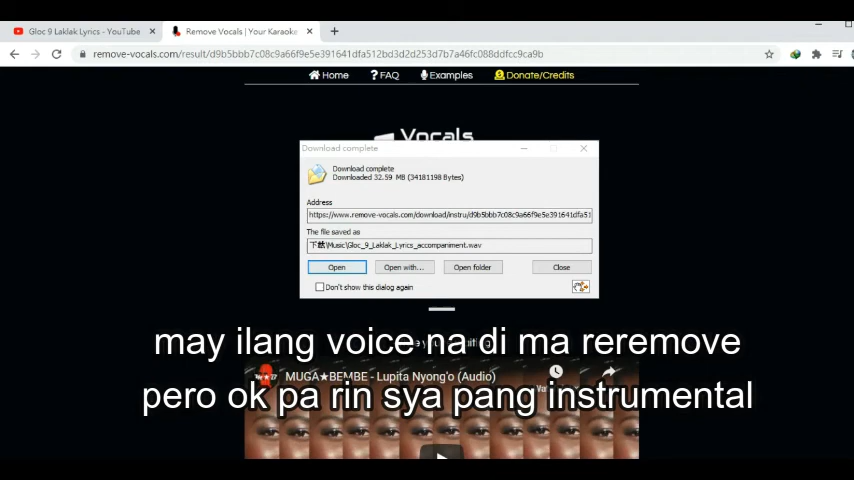 Gloc 9 Laklak Lyrics - YouTube
Remove Vocals | Your Karaoke
remove-vocals.com/result/d9b5bbb7c08c9a66f9e5e391641dfa512bd3d2d253d7b7a46fc088ddfcc9ca9b
Home FAQ Examples Donate/Credits
Vocals
Download complete
Download complete
Downloaded 32.59 MB (34181198 Bytes)
Address
https://www.remove-vocals.com/download/instru/d9b5bbb7c08c9a66f9e5e391641dfa51
The file saved as
下載\Music\Gloc_9_Laklak_Lyrics_accompaniment.wav
Open Open with... Open folder Close
Don't show this dialog again
may ilang voice na di ma reremove
MUGA★BEMBE - Lupita Nyong'o (Audio)
pero ok pa rin sya pang instrumental